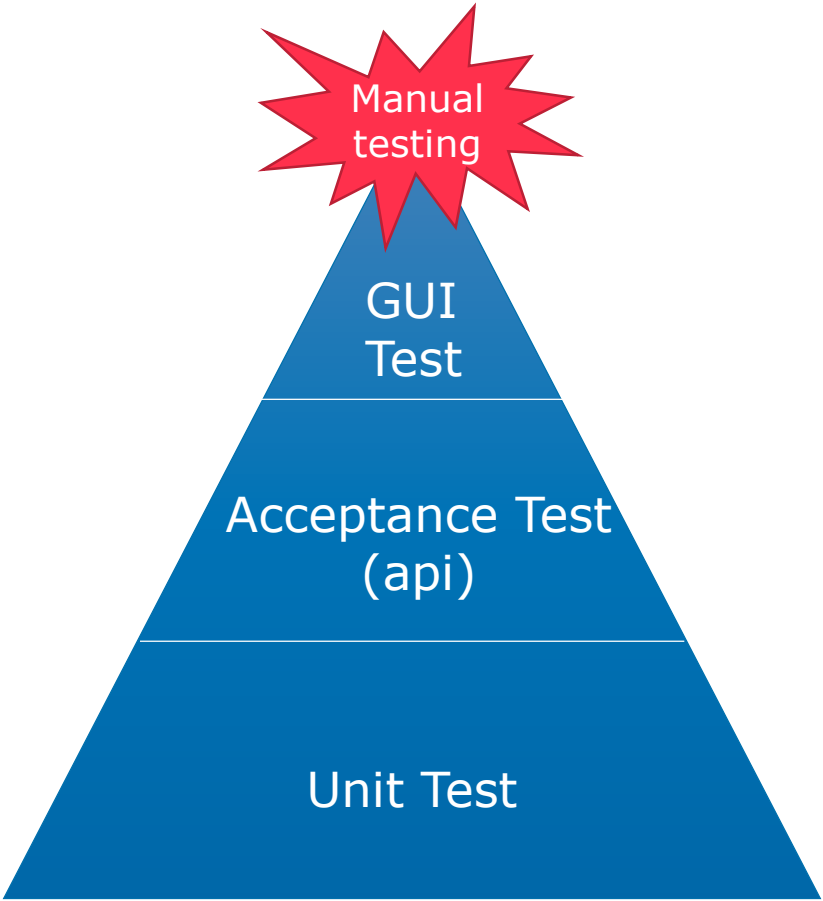 Manual
testing
GUI
Test
Acceptance Test
(api)
Unit Test